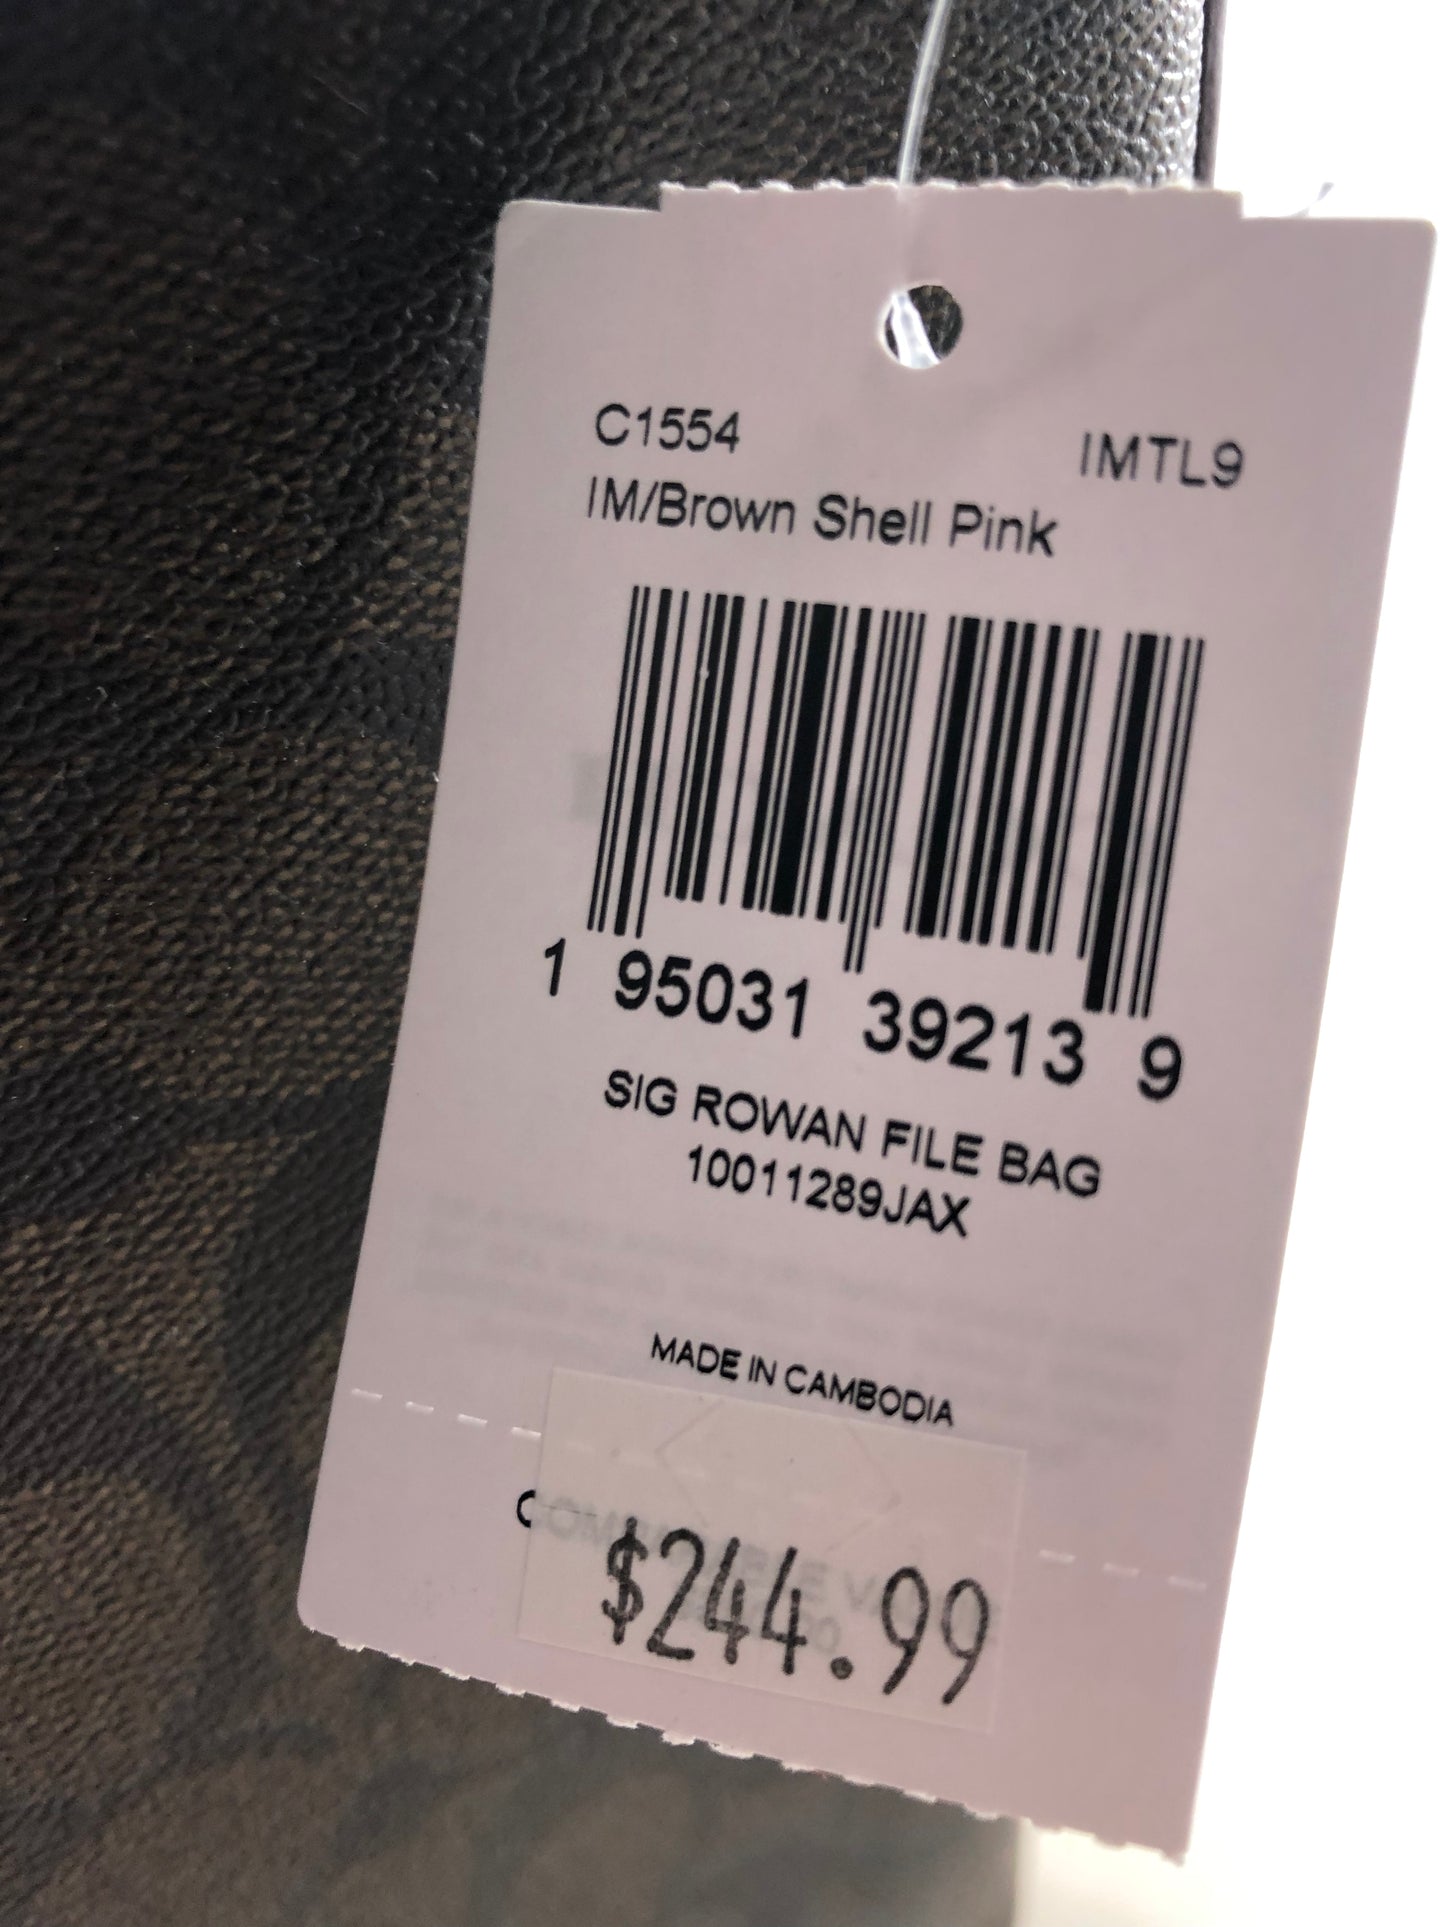 C1554 IMTL9
IM/Brown Shell Pink
1 95031 39213 9
SIG ROWAN FILE BAG
10011289JAX
MADE IN CAMBODIA
$244.99